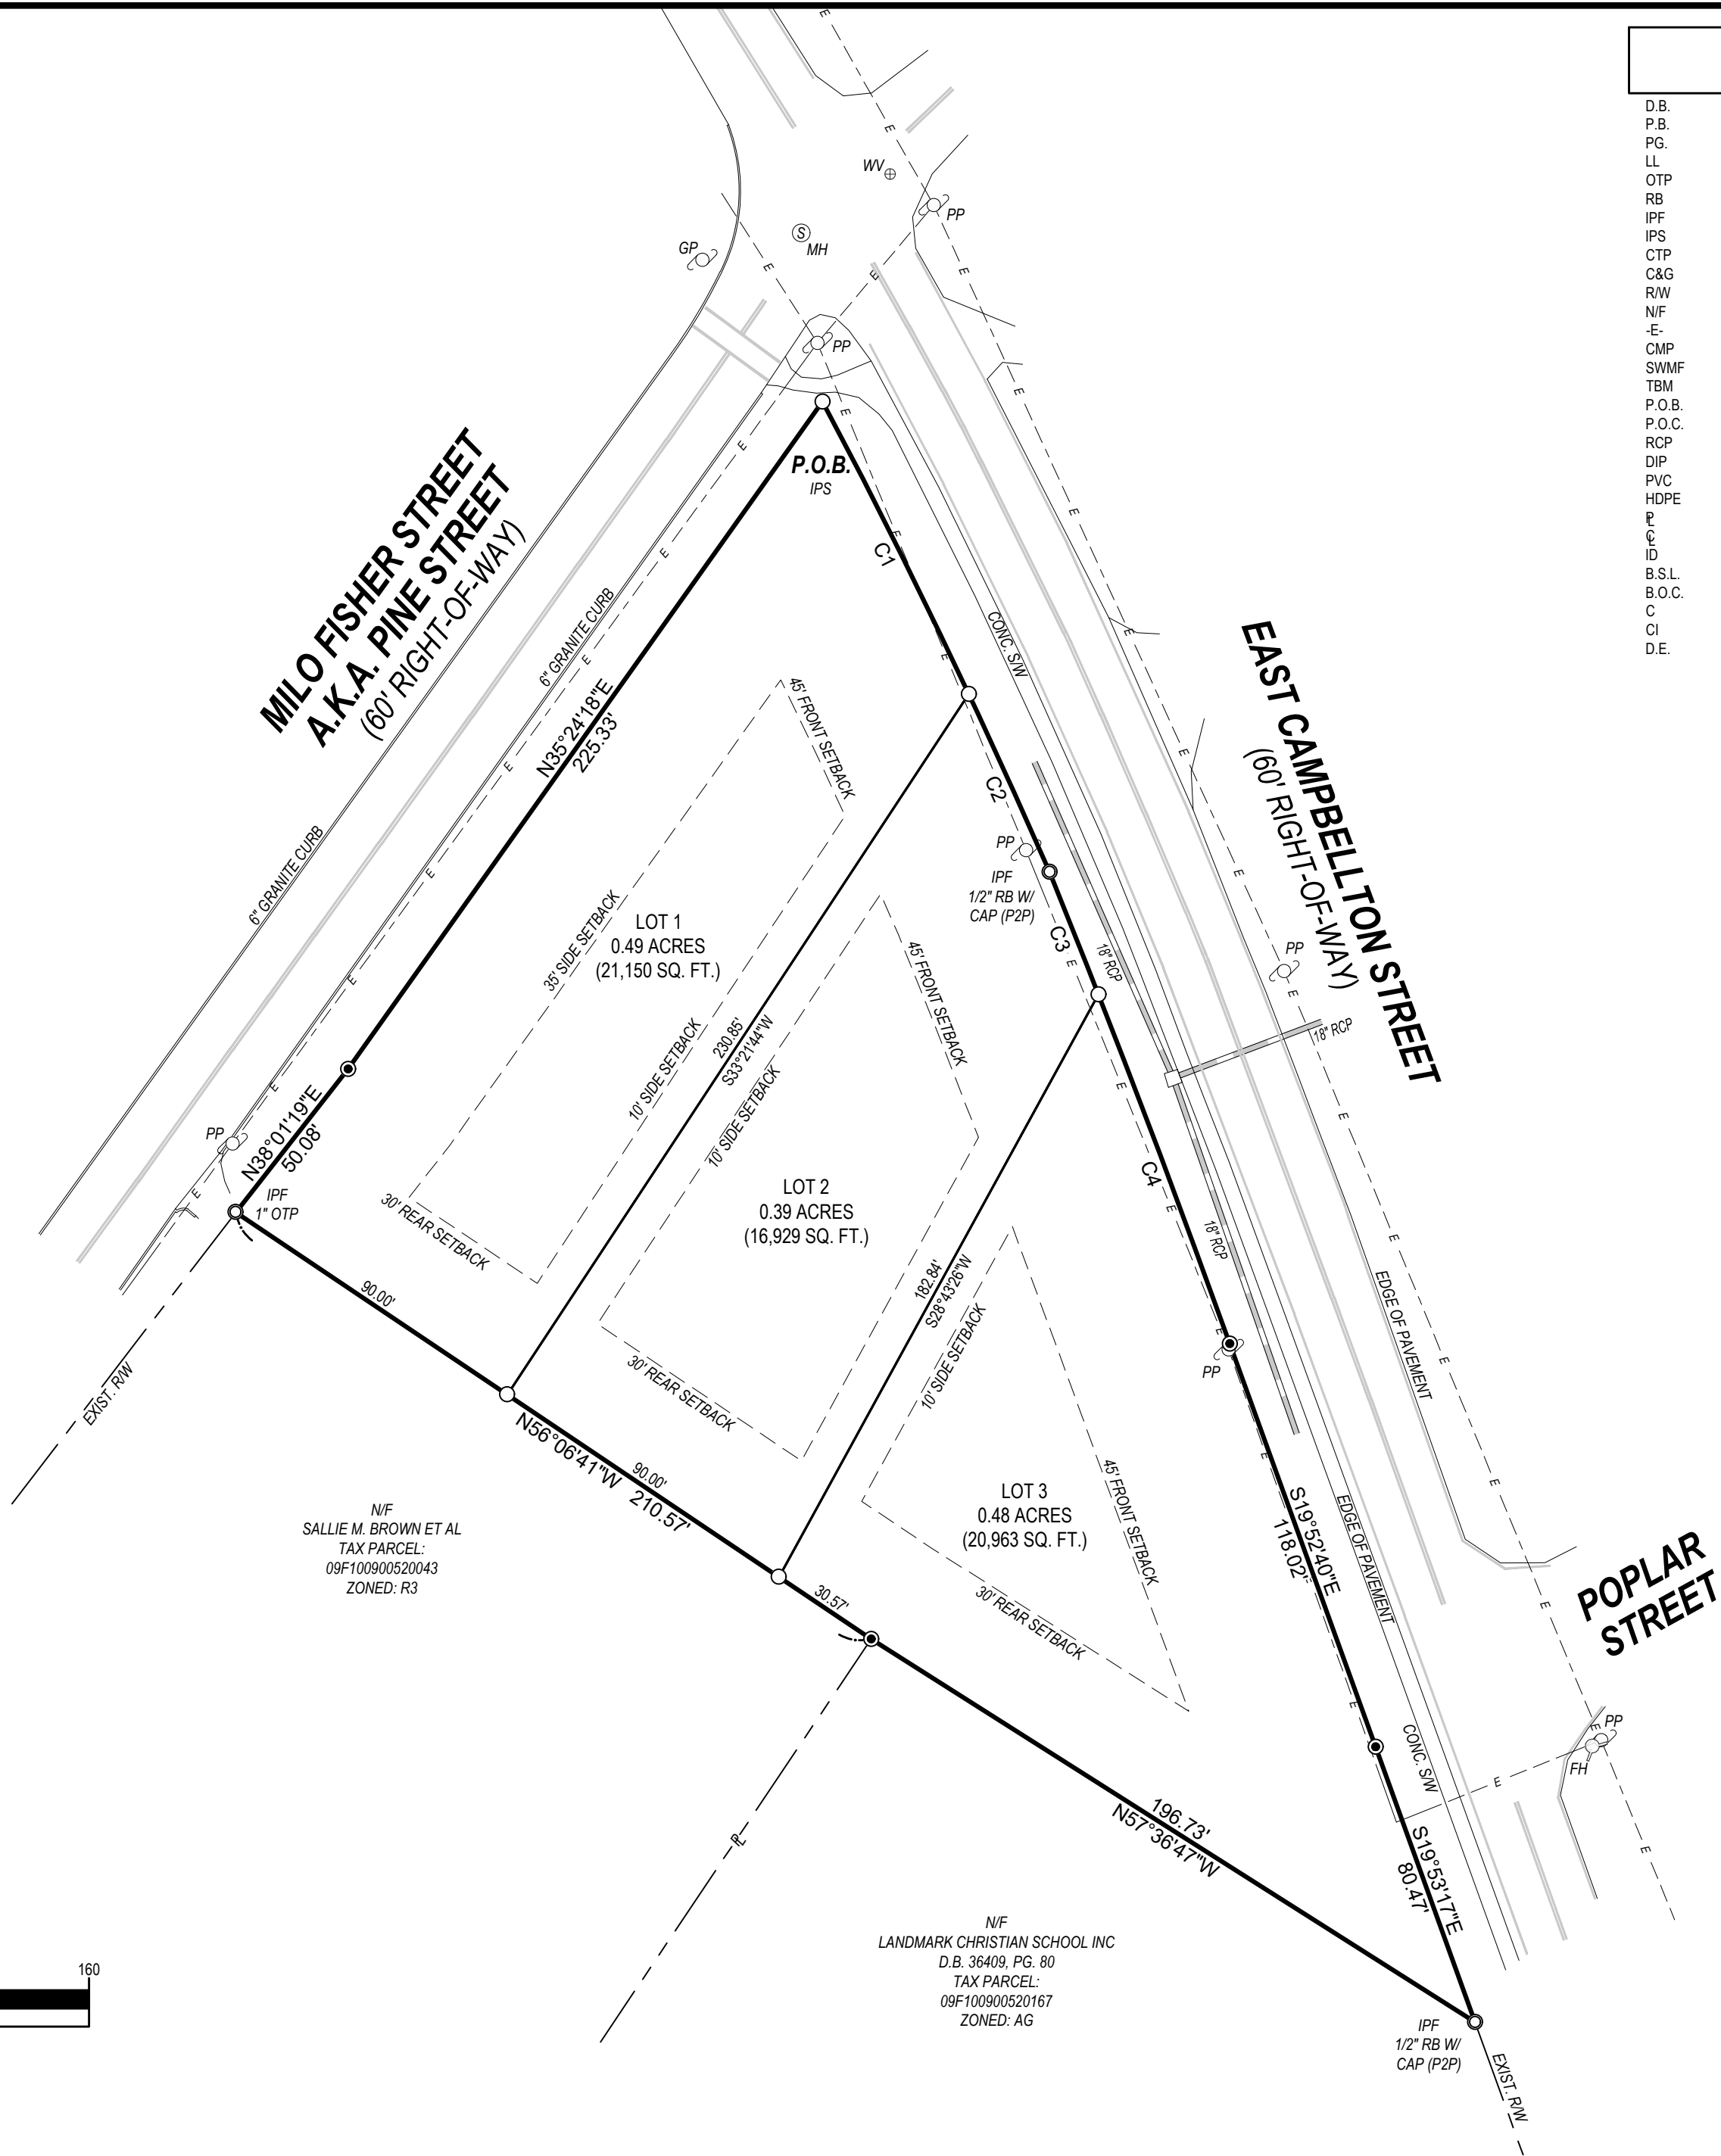 D.B.
P.B.
PG.
LL
OTP
RB
IPF
IPS
CTP
C&G
R/W
N/F
-E-
CMP
SWMF
TBM
P.O.B.
P.O.C.
RCP
DIP
PVC
HDPE
PL
CL
ID
B.S.L.
B.O.C.
C
CI
D.E.
E
E
WV
PP
S
MH
GP
E
E
E
PP
E
E
E
P.O.B.
IPS
MILO FISHER STREET
A.K.A. PINE STREET
(60' RIGHT-OF-WAY)
E
E
C1
E
E
6" GRANITE CURB
E
CONC. S/W
E
E
EAST CAMPBELLTON STREET
(60' RIGHT-OF-WAY)
N35°24'18"E
225.33'
45' FRONT SETBACK
E
E
C2
PP
IPF
1/2" RB W/
CAP (P2P)
6" GRANITE CURB
E
E
35' SIDE SETBACK
LOT 1
0.49 ACRES
(21,150 SQ. FT.)
C3
E
18" RCP
PP
E
E
45' FRONT SETBACK
18" RCP
10' SIDE SETBACK
230.85'
S33°21'44"W
10' SIDE SETBACK
E
E
E
PP
N38°01'19"E
50.08'
IPF
1" OTP
E
30' REAR SETBACK
LOT 2
0.39 ACRES
(16,929 SQ. FT.)
C4
E
18" RCP
E
90.00'
182.84'
S28°43'26"W
10' SIDE SETBACK
EDGE OF PAVEMENT
E
PP
E
EXIST. R/W
30' REAR SETBACK
N56°06'41"W 210.57'
90.00'
E
E
45' FRONT SETBACK
N/F
SALLIE M. BROWN ET AL
TAX PARCEL:
09F100900520043
ZONED: R3
LOT 3
0.48 ACRES
(20,963 SQ. FT.)
S19°52'40"E
118.02'
EDGE OF PAVEMENT
30.57'
30' REAR SETBACK
E
POPLAR
STREET
E
E
PP
FH
CONC. S/W
E
E
PL
196.73'
N57°36'47"W
S19°53'17"E
80.47'
N/F
LANDMARK CHRISTIAN SCHOOL INC
D.B. 36409, PG. 80
TAX PARCEL:
09F100900520167
ZONED: AG
160
IPF
1/2" RB W/
CAP (P2P)
EXIST. R/W